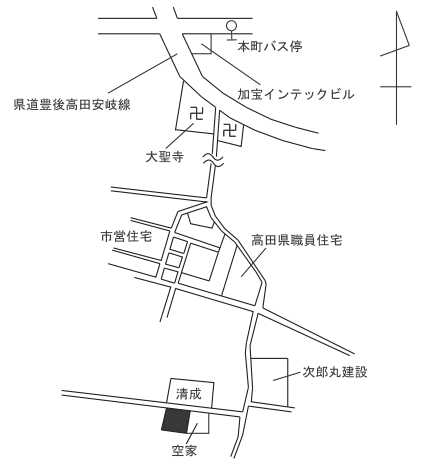 本町バス停
加宝インテックビル
県道豊後高田安岐線
卍
卍
大聖寺
市営住宅
高田県職員住宅
次郎丸建設
清成
空家